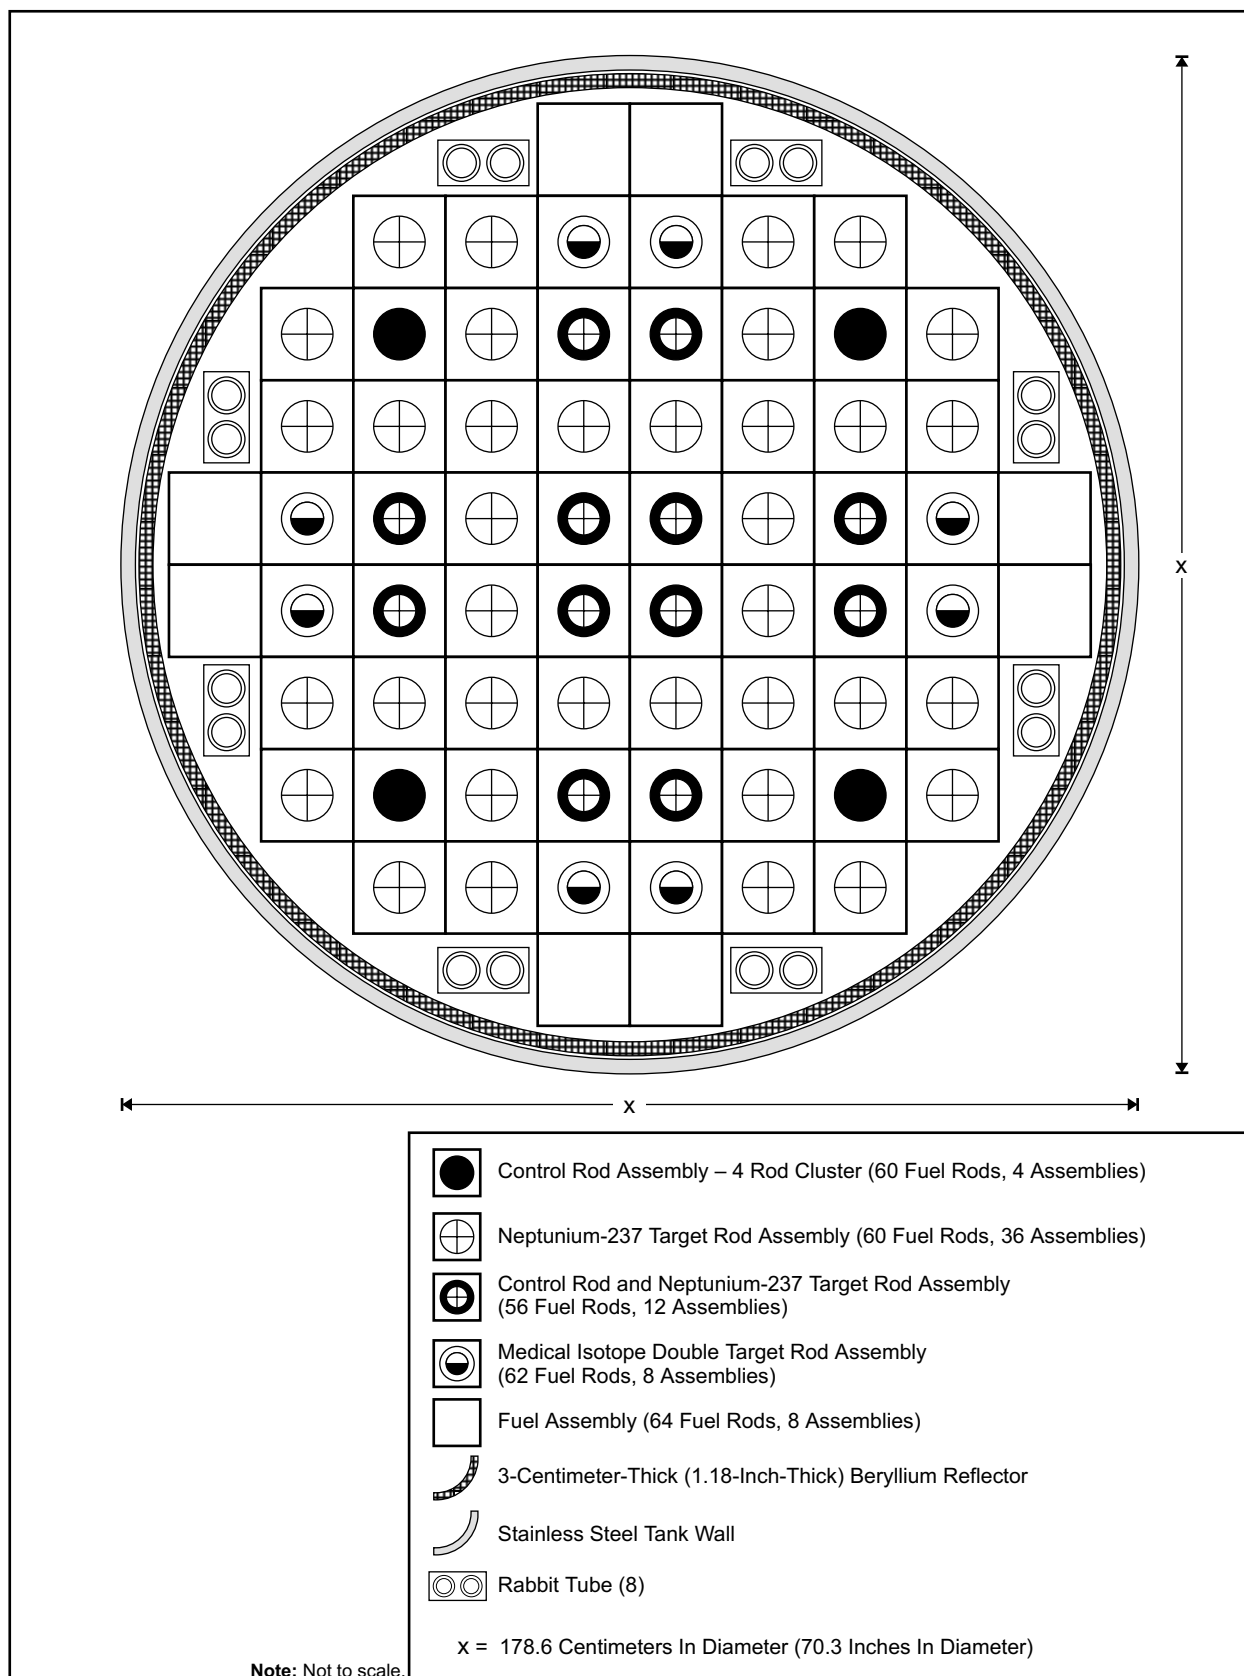 x
x
Control Rod Assembly – 4 Rod Cluster (60 Fuel Rods, 4 Assemblies)
Neptunium-237 Target Rod Assembly (60 Fuel Rods, 36 Assemblies)
Control Rod and Neptunium-237 Target Rod Assembly
(56 Fuel Rods, 12 Assemblies)
Medical Isotope Double Target Rod Assembly
(62 Fuel Rods, 8 Assemblies)
Fuel Assembly (64 Fuel Rods, 8 Assemblies)
3-Centimeter-Thick (1.18-Inch-Thick) Beryllium Reflector
Stainless Steel Tank Wall
Rabbit Tube (8)
x = 178.6 Centimeters In Diameter (70.3 Inches In Diameter)
Note: Not to scale.